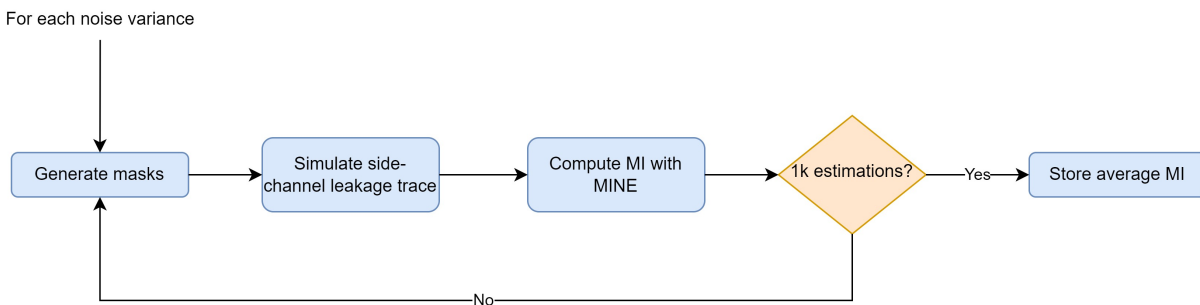 For each noise variance
Generate masks
Simulate side-
channel leakage trace
Compute MI with
MINE
1k estimations?
Yes
Store average MI
No